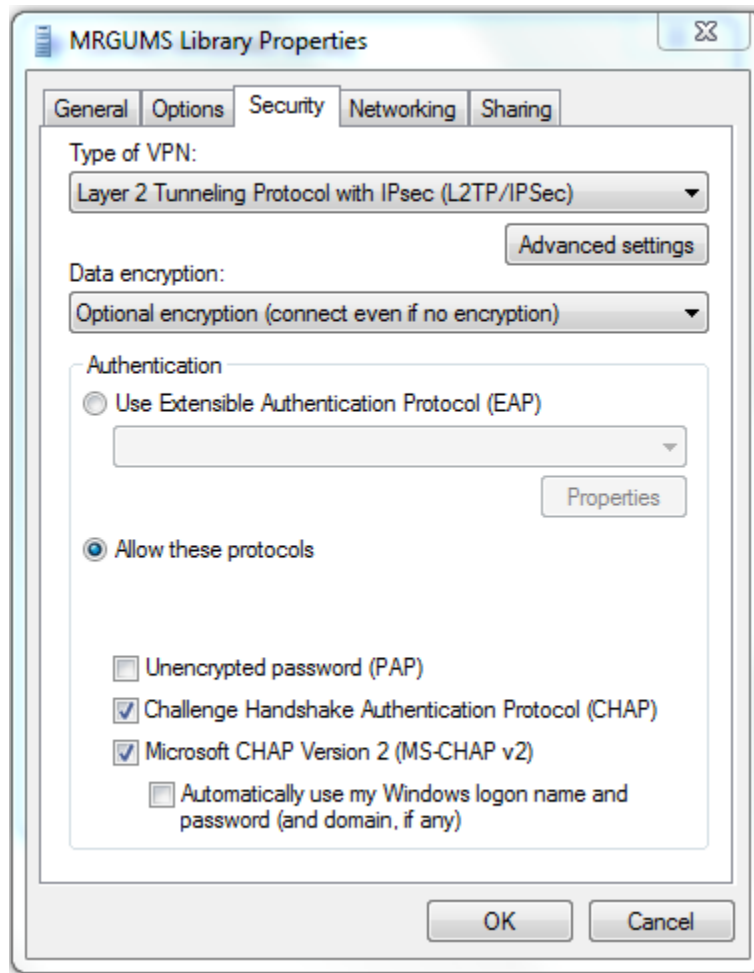 MRGUMS Library Properties
General Options Security Networking Sharing
Type of VPN:
Layer 2 Tunneling Protocol with IPsec (L2TP/IPSec)
Advanced settings
Data encryption:
Optional encryption (connect even if no encryption)
Authentication
Use Extensible Authentication Protocol (EAP)
Properties
Allow these protocols
Unencrypted password (PAP)
Challenge Handshake Authentication Protocol (CHAP)
Microsoft CHAP Version 2 (MS-CHAP v2)
Automatically use my Windows logon name and
password (and domain, if any)
OK Cancel